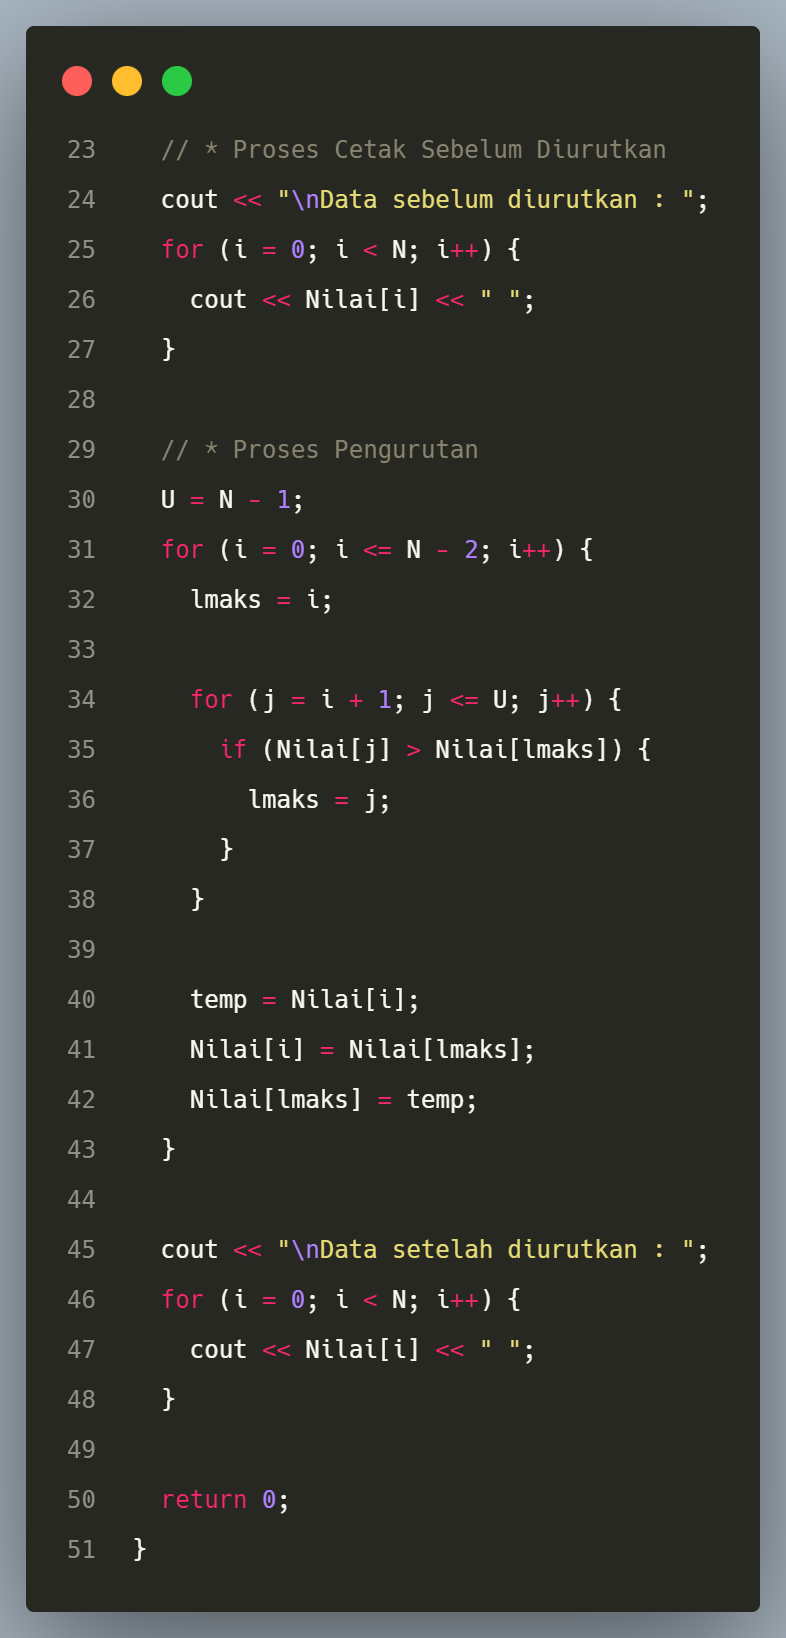 23 // * Proses Cetak Sebelum Diurutkan
24 cout << "\nData sebelum diurutkan : ";
25 for (i = 0; i < N; i++) {
26 cout << Nilai[i] << " ";
27 }
28
29 // * Proses Pengurutan
30 U = N - 1;
31 for (i = 0; i <= N - 2; i++) {
32 lmaks = i;
33
34 for (j = i + 1; j <= U; j++) {
35 if (Nilai[j] > Nilai[lmaks]) {
36 lmaks = j;
37 }
38 }
39
40 temp = Nilai[i];
41 Nilai[i] = Nilai[lmaks];
42 Nilai[lmaks] = temp;
43 }
44
45 cout << "\nData setelah diurutkan : ";
46 for (i = 0; i < N; i++) {
47 cout << Nilai[i] << " ";
48 }
49
50 return 0;
51 }